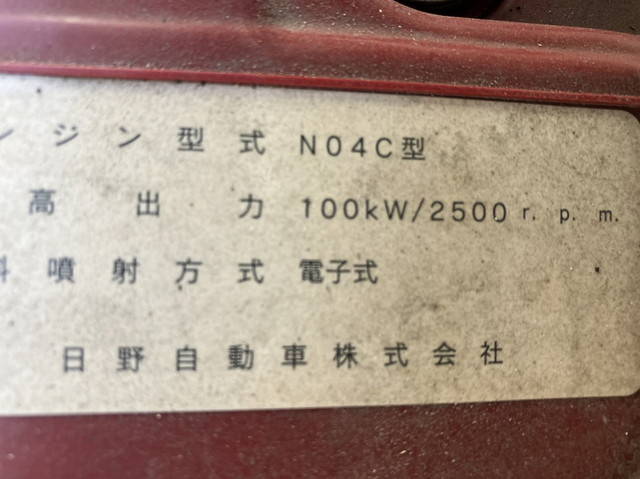 ンジン型式 N04C型
高出力 100kW/2500 r. p. m.
料噴射方式 電子式
日野自動車株式会社